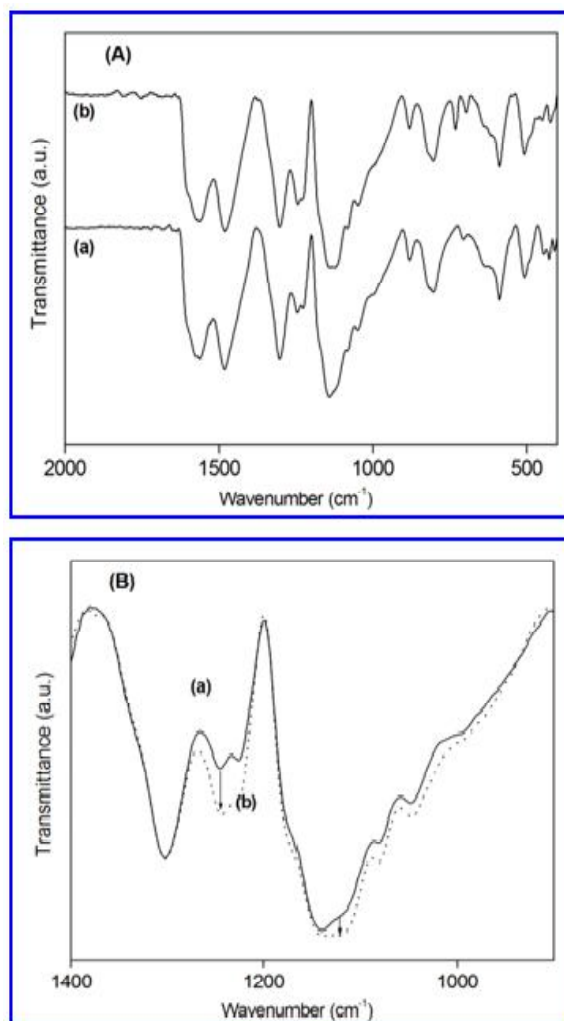 (A)
(b)
(a)
Transmittance (a.u.)
2000 1500 1000 500
Wavenumber (cm⁻¹)
(B)
(a)
(b)
Transmittance (a.u.)
1400 1200 1000
Wavenumber (cm⁻¹)